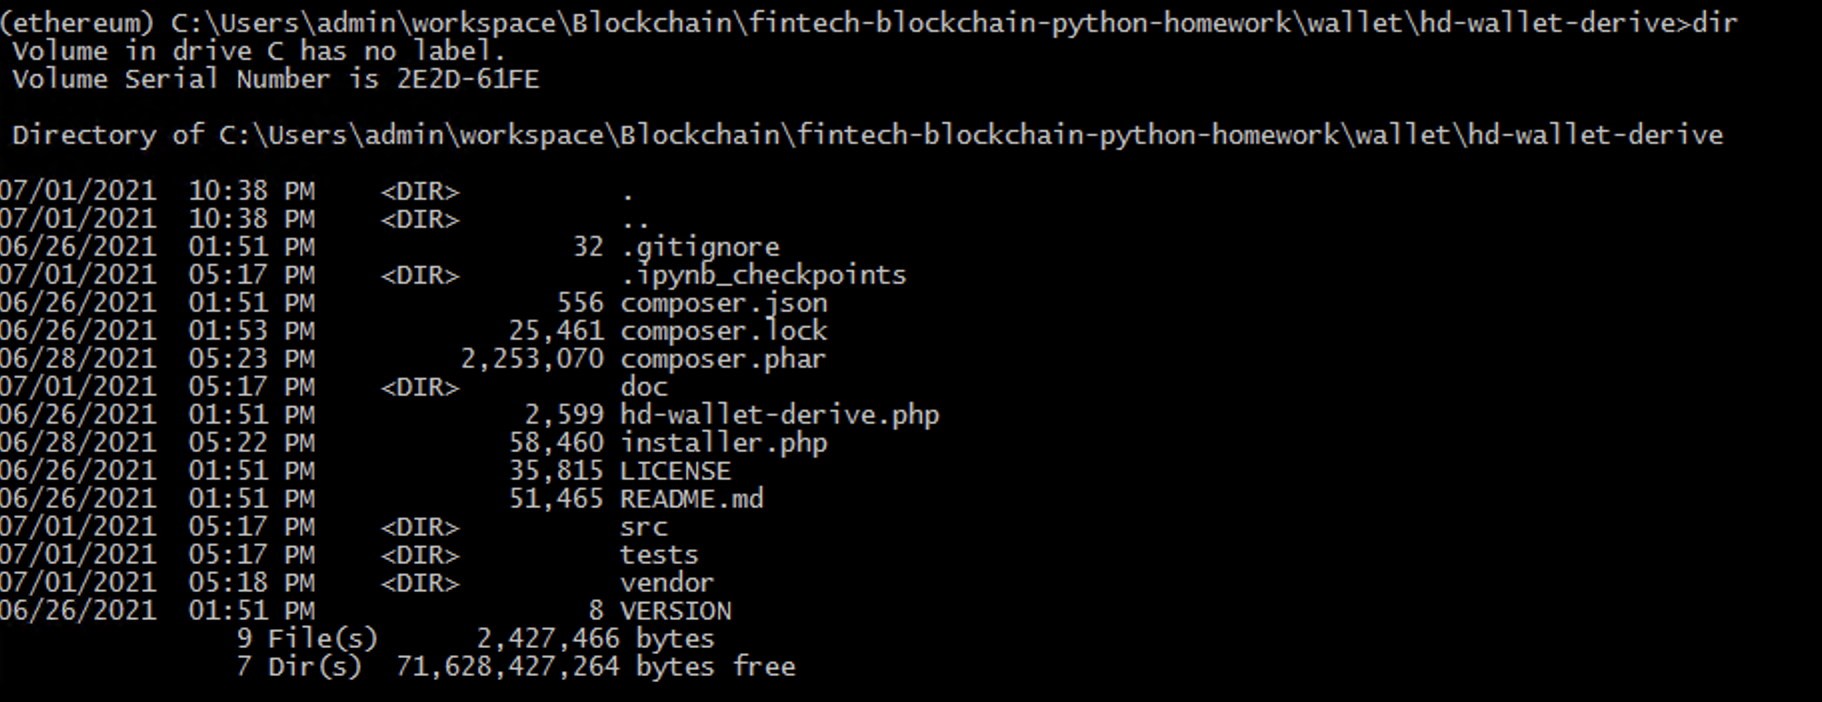 (ethereum) C:\Users\admin\workspace\Blockchain\fintech-blockchain-python-homework\wallet\hd-wallet-derive>dir
 Volume in drive C has no label.
 Volume Serial Number is 2E2D-61FE

 Directory of C:\Users\admin\workspace\Blockchain\fintech-blockchain-python-homework\wallet\hd-wallet-derive

07/01/2021  10:38 PM    <DIR>          .
07/01/2021  10:38 PM    <DIR>          ..
06/26/2021  01:51 PM                32 .gitignore
07/01/2021  05:17 PM    <DIR>          .ipynb_checkpoints
06/26/2021  01:51 PM               556 composer.json
06/26/2021  01:53 PM            25,461 composer.lock
06/28/2021  05:23 PM         2,253,070 composer.phar
07/01/2021  05:17 PM    <DIR>          doc
06/26/2021  01:51 PM             2,599 hd-wallet-derive.php
06/28/2021  05:22 PM            58,460 installer.php
06/26/2021  01:51 PM            35,815 LICENSE
06/26/2021  01:51 PM            51,465 README.md
07/01/2021  05:17 PM    <DIR>          src
07/01/2021  05:17 PM    <DIR>          tests
07/01/2021  05:18 PM    <DIR>          vendor
06/26/2021  01:51 PM                 8 VERSION
               9 File(s)      2,427,466 bytes
               7 Dir(s)  71,628,427,264 bytes free